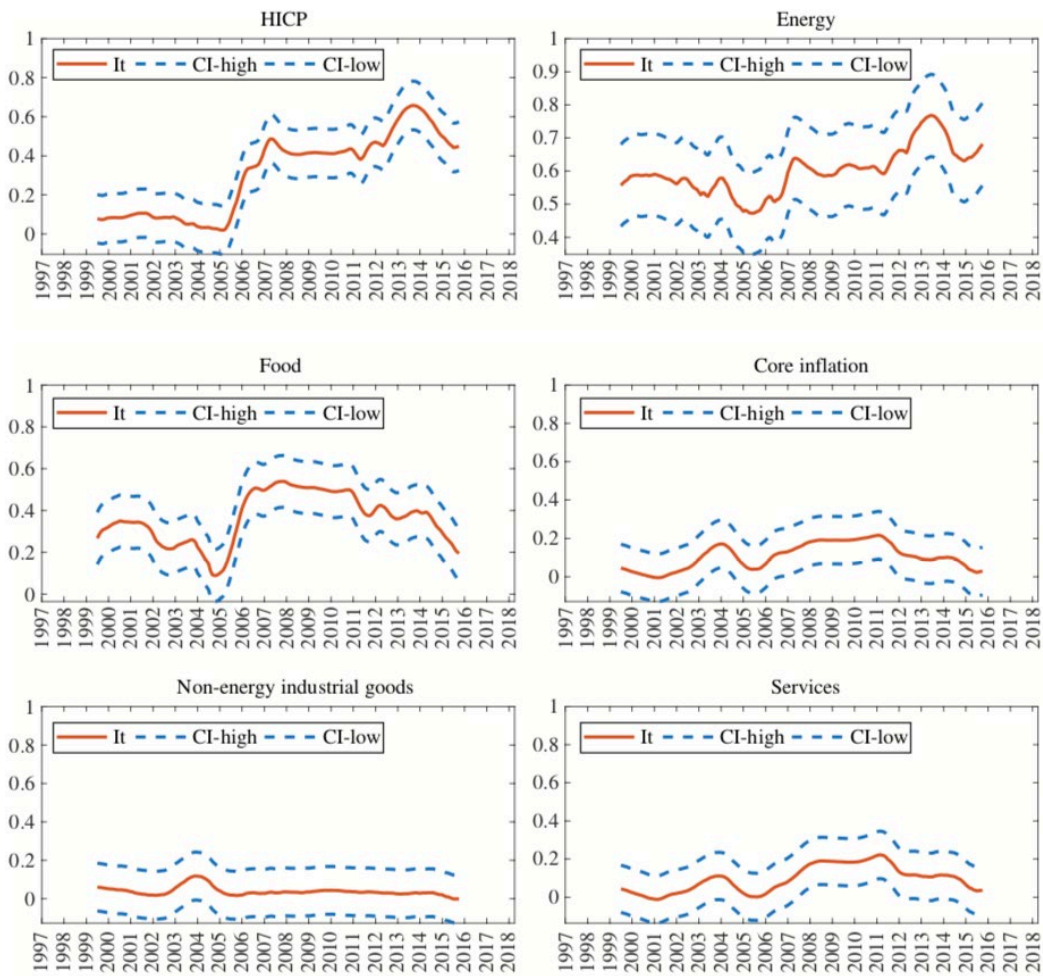 HICP
1
It CI-high CI-low
0.8
0.6
0.4
0.2
0
1997 1998 1999 2000 2001 2002 2003 2004 2005 2006 2007 2008 2009 2010 2011 2012 2013 2014 2015 2016 2017 2018
Energy
1
It CI-high CI-low
0.9
0.8
0.7
0.6
0.5
0.4
1997 1998 1999 2000 2001 2002 2003 2004 2005 2006 2007 2008 2009 2010 2011 2012 2013 2014 2015 2016 2017 2018
Food
1
It CI-high CI-low
0.8
0.6
0.4
0.2
0
1997 1998 1999 2000 2001 2002 2003 2004 2005 2006 2007 2008 2009 2010 2011 2012 2013 2014 2015 2016 2017 2018
Core inflation
1
It CI-high CI-low
0.8
0.6
0.4
0.2
0
1997 1998 1999 2000 2001 2002 2003 2004 2005 2006 2007 2008 2009 2010 2011 2012 2013 2014 2015 2016 2017 2018
Non-energy industrial goods
1
It CI-high CI-low
0.8
0.6
0.4
0.2
0
1997 1998 1999 2000 2001 2002 2003 2004 2005 2006 2007 2008 2009 2010 2011 2012 2013 2014 2015 2016 2017 2018
Services
1
It CI-high CI-low
0.8
0.6
0.4
0.2
0
1997 1998 1999 2000 2001 2002 2003 2004 2005 2006 2007 2008 2009 2010 2011 2012 2013 2014 2015 2016 2017 2018